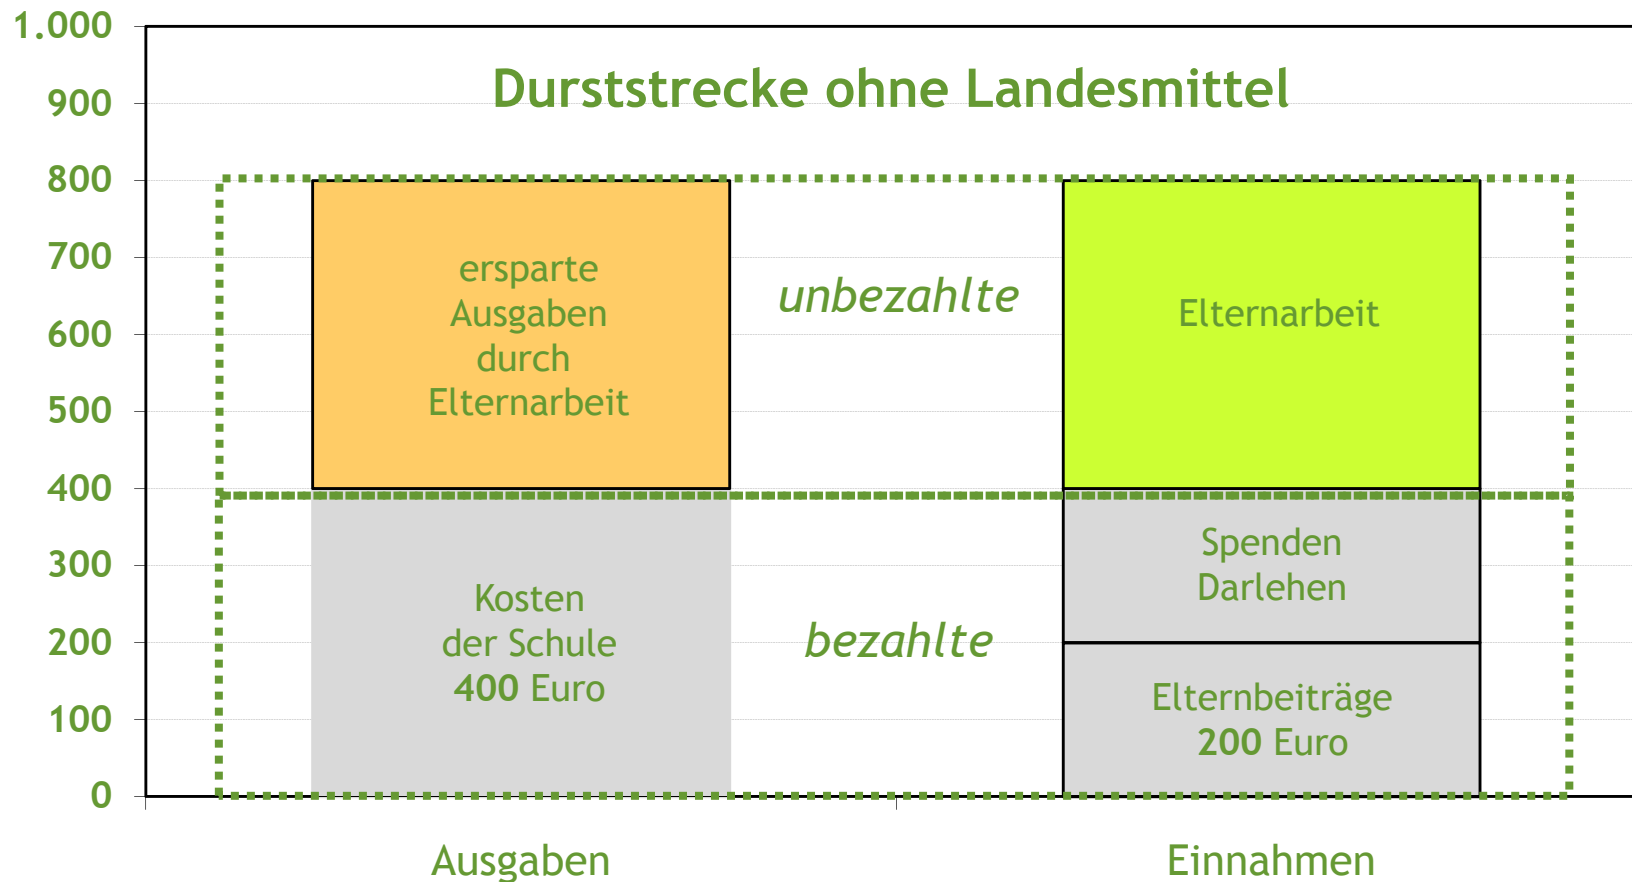 Durststrecke ohne Landesmittel
1.000
900
800
700
600
500
400
300
200
100
0
ersparte
Ausgaben
durch
Elternarbeit
unbezahlte
Elternarbeit
Kosten
der Schule
400 Euro
bezahlte
Spenden
Darlehen
Elternbeiträge
200 Euro
Ausgaben
Einnahmen